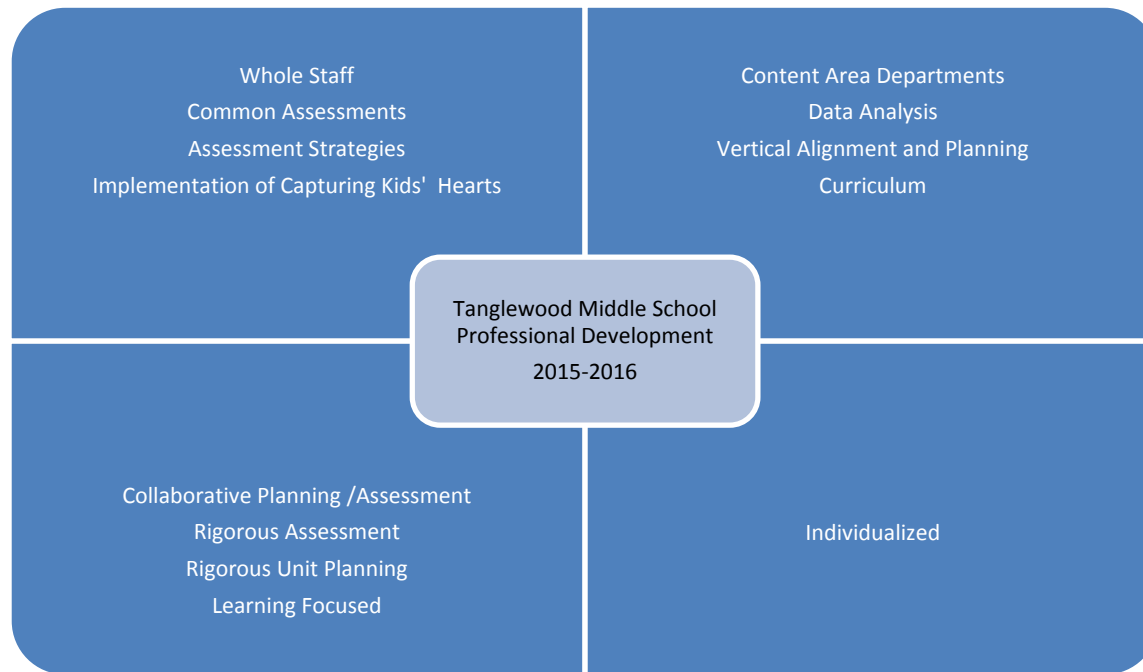 Whole Staff
Common Assessments
Assessment Strategies
Implementation of Capturing Kids'  Hearts
Content Area Departments
Data Analysis
Vertical Alignment and Planning
Curriculum
Tanglewood Middle School
Professional Development
2015-2016
Collaborative Planning /Assessment
Rigorous Assessment
Rigorous Unit Planning
Learning Focused
Individualized